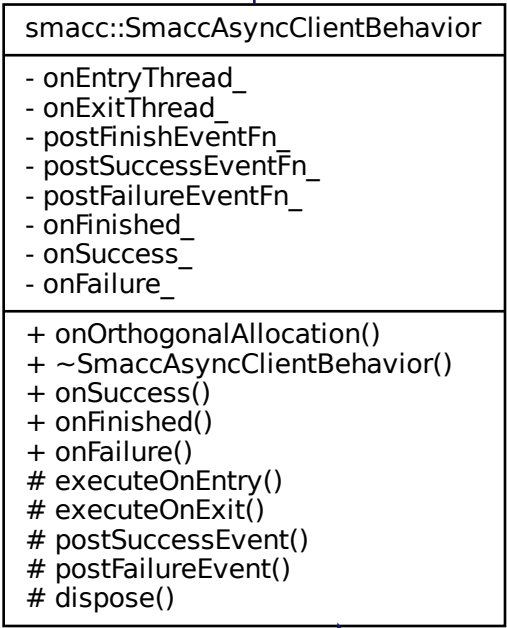 smacc::SmaccAsyncClientBehavior
- onEntryThread_
- onExitThread_
- postFinishEventFn_
- postSuccessEventFn_
- postFailureEventFn_
- onFinished_
- onSuccess_
- onFailure_
+ onOrthogonalAllocation()
+ ~SmaccAsyncClientBehavior()
+ onSuccess()
+ onFinished()
+ onFailure()
# executeOnEntry()
# executeOnExit()
# postSuccessEvent()
# postFailureEvent()
# dispose()